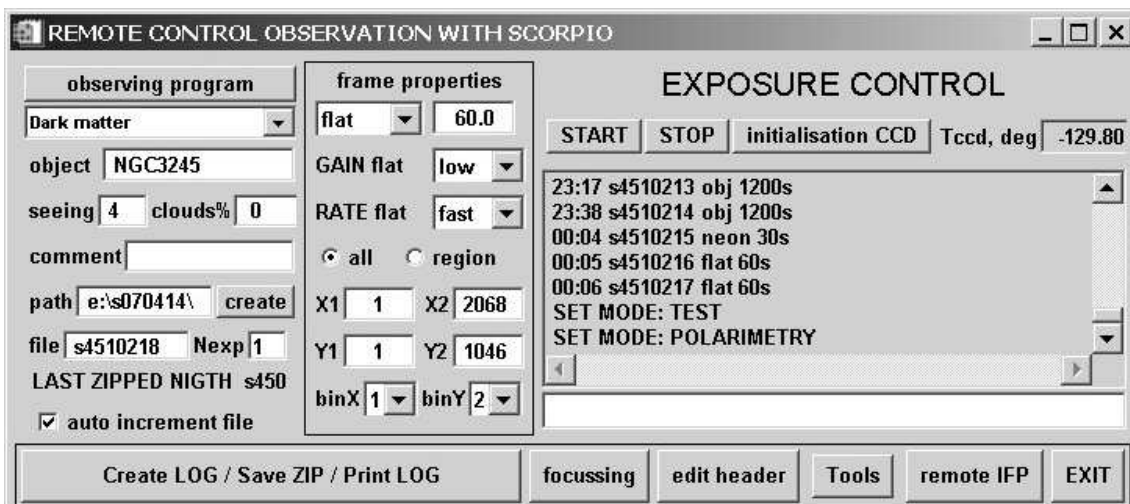 REMOTE CONTROL OBSERVATION WITH SCORPIO
observing program
Dark matter
object NGC3245
seeing 4 clouds% 0
comment
path e:\s070414\ create
file s4510218 Nexp 1
LAST ZIPPED NIGTH s450
auto increment file
frame properties
flat 60.0
GAIN flat low
RATE flat fast
all region
X1 1 X2 2068
Y1 1 Y2 1046
binX 1 binY 2
EXPOSURE CONTROL
START STOP initialisation CCD Tccd, deg -129.80
23:17 s4510213 obj 1200s
23:38 s4510214 obj 1200s
00:04 s4510215 neon 30s
00:05 s4510216 flat 60s
00:06 s4510217 flat 60s
SET MODE: TEST
SET MODE: POLARIMETRY
Create LOG / Save ZIP / Print LOG focussing edit header Tools remote IFP EXIT